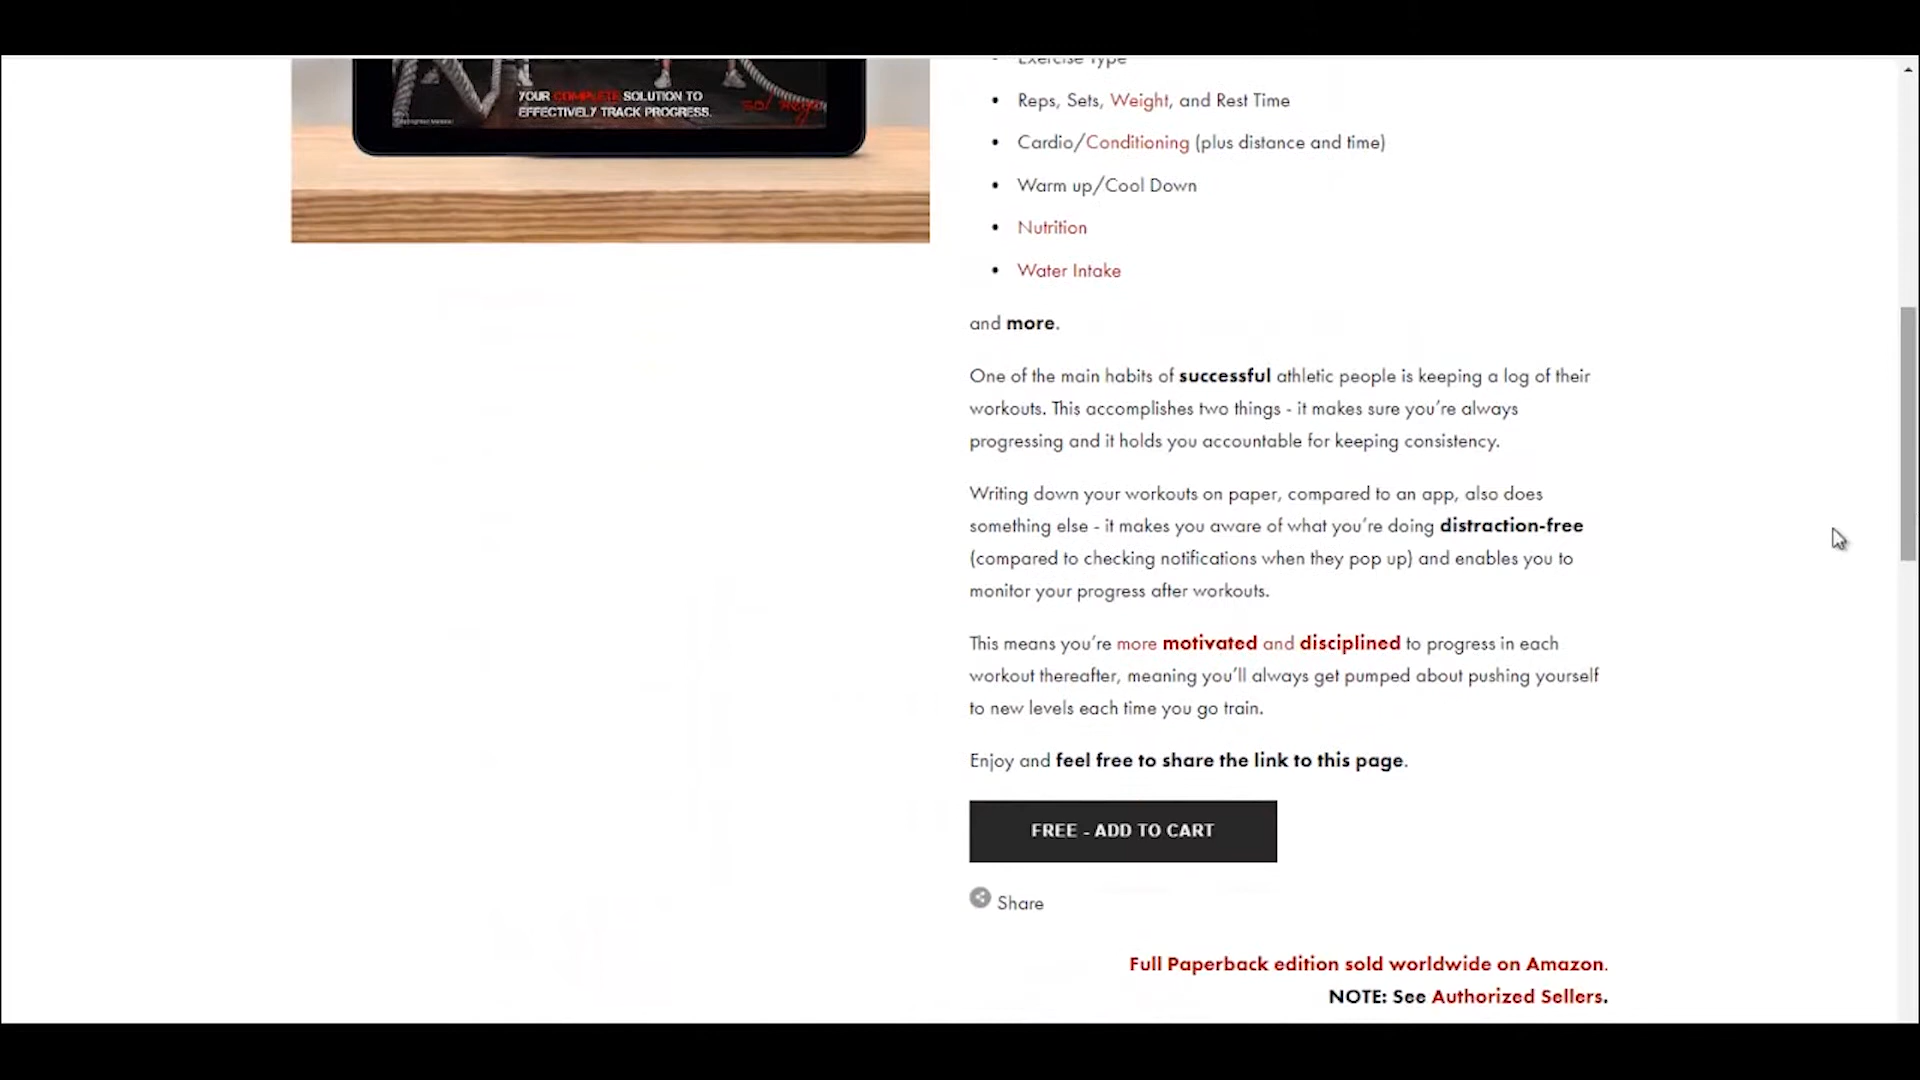 YOUR COMPLETE SOLUTION TO
EFFECTIVELY TRACK PROGRESS.
Exercise Type
• Reps, Sets, Weight, and Rest Time
• Cardio/Conditioning (plus distance and time)
• Warm up/Cool Down
• Nutrition
• Water Intake
and more.
One of the main habits of successful athletic people is keeping a log of their
workouts. This accomplishes two things - it makes sure you’re always
progressing and it holds you accountable for keeping consistency.
Writing down your workouts on paper, compared to an app, also does
something else - it makes you aware of what you’re doing distraction-free
(compared to checking notifications when they pop up) and enables you to
monitor your progress after workouts.
This means you’re more motivated and disciplined to progress in each
workout thereafter, meaning you’ll always get pumped about pushing yourself
to new levels each time you go train.
Enjoy and feel free to share the link to this page.
FREE - ADD TO CART
Share
Full Paperback edition sold worldwide on Amazon.
NOTE: See Authorized Sellers.